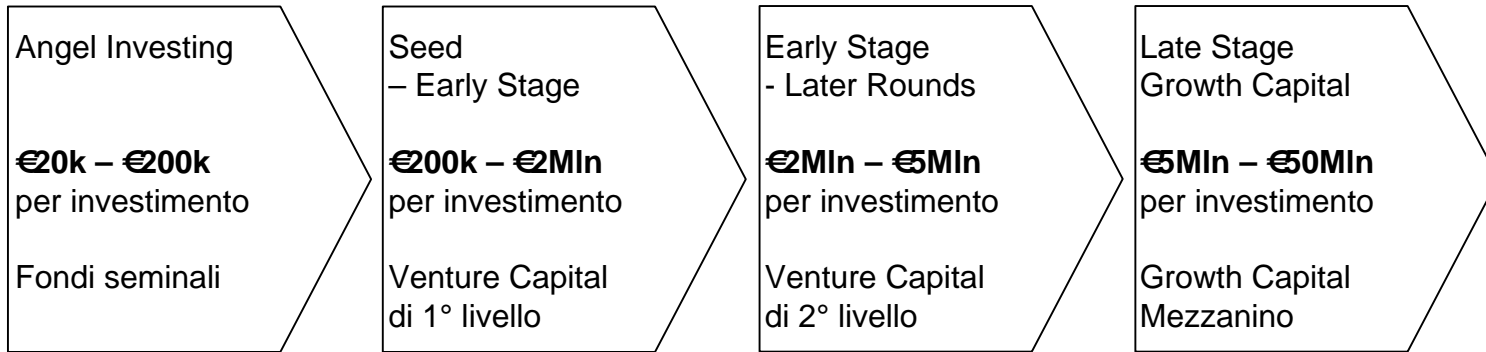 Angel Investing
€20k – €200k
per investimento
Fondi seminali
Seed
– Early Stage
€200k – €2Mln
per investimento
Venture Capital
di 1° livello
Early Stage
- Later Rounds
€2Mln – €5Mln
per investimento
Venture Capital
di 2° livello
Late Stage
Growth Capital
€5Mln – €50Mln
per investimento
Growth Capital
Mezzanino